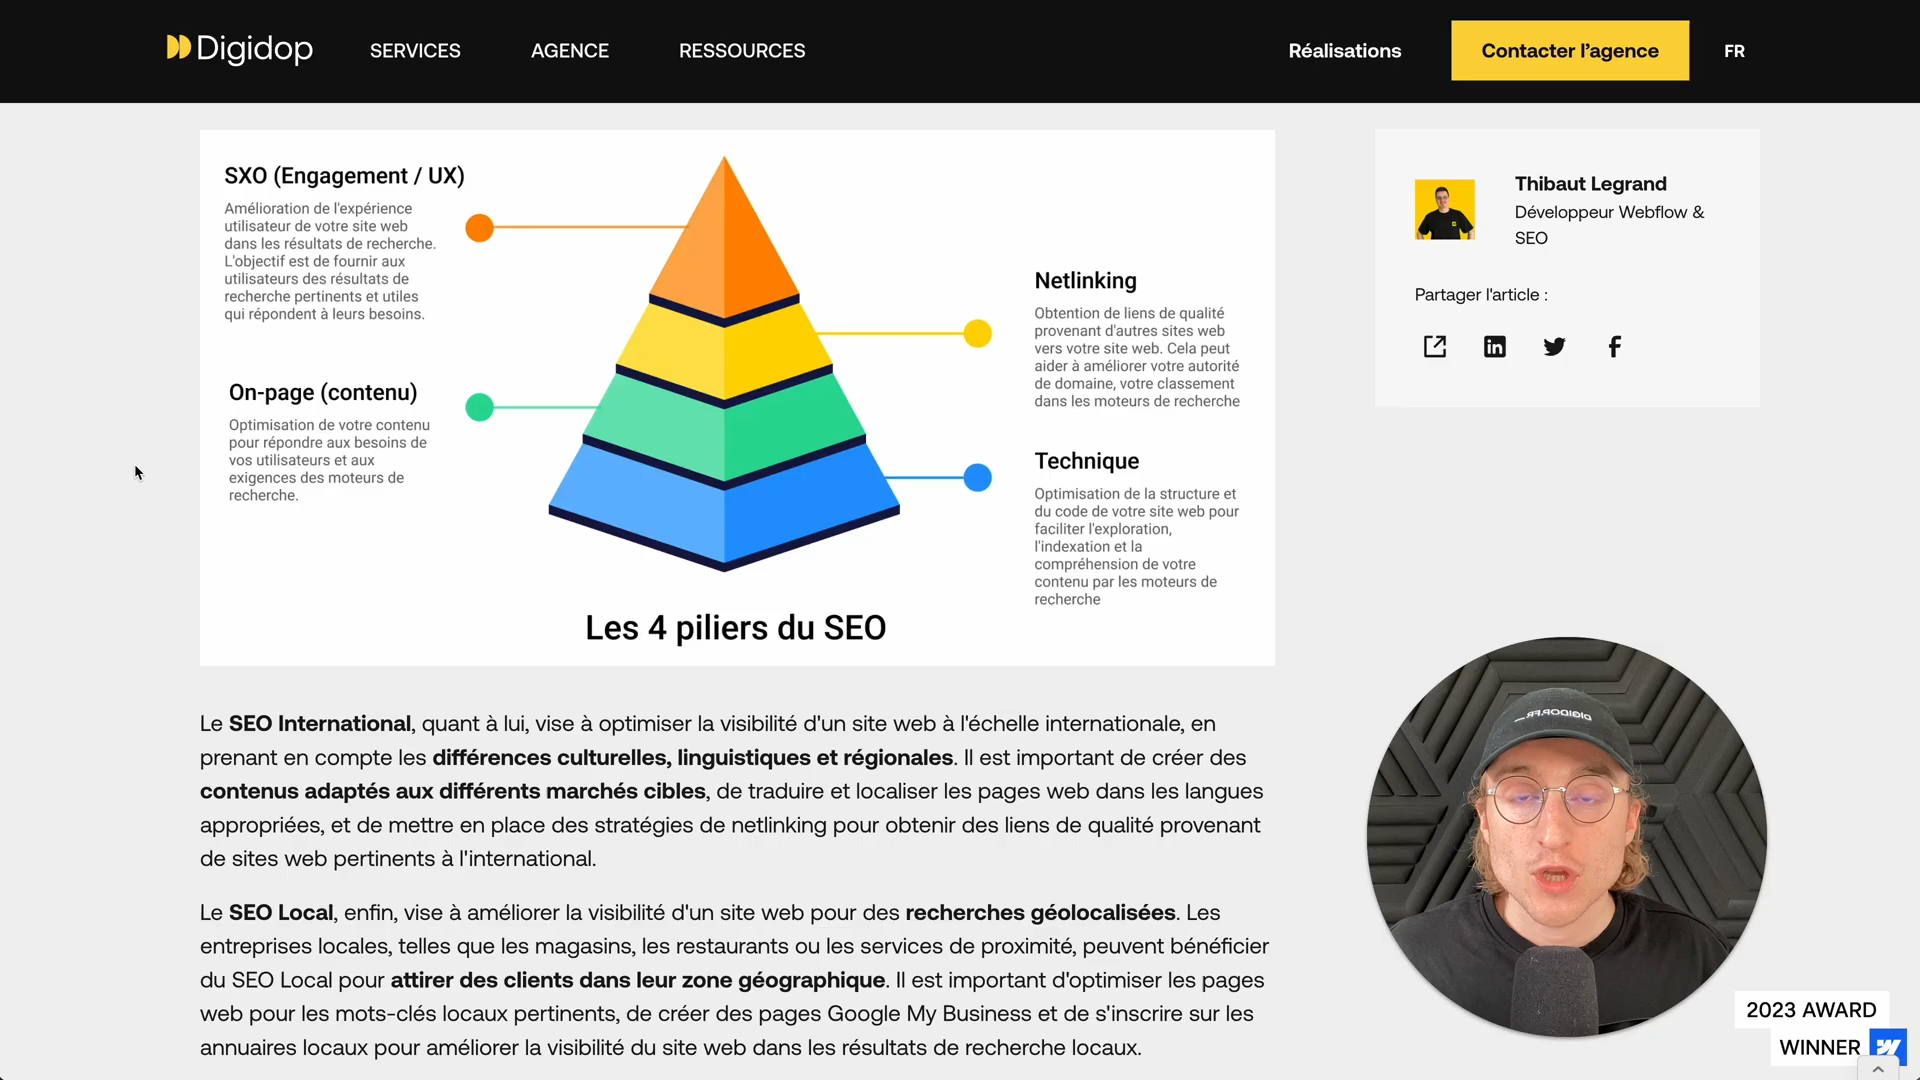 Digidop
SERVICES
AGENCE
RESSOURCES
Réalisations
Contacter l’agence
FR
SXO (Engagement / UX)
Amélioration de l'expérience
utilisateur de votre site web
dans les résultats de recherche.
L'objectif est de fournir aux
utilisateurs des résultats de
recherche pertinents et utiles
qui répondent à leurs besoins.
On-page (contenu)
Optimisation de votre contenu
pour répondre aux besoins de
vos utilisateurs et aux
exigences des moteurs de
recherche.
Netlinking
Obtention de liens de qualité
provenant d'autres sites web
vers votre site web. Cela peut
aider à améliorer votre autorité
de domaine, votre classement
dans les moteurs de recherche
Technique
Optimisation de la structure et
du code de votre site web pour
faciliter l'exploration,
l'indexation et la
compréhension de votre
contenu par les moteurs de
recherche
Les 4 piliers du SEO
Thibaut Legrand
Développeur Webflow &
SEO
Partager l'article :
Le SEO International, quant à lui, vise à optimiser la visibilité d'un site web à l'échelle internationale, en
prenant en compte les différences culturelles, linguistiques et régionales. Il est important de créer des
contenus adaptés aux différents marchés cibles, de traduire et localiser les pages web dans les langues
appropriées, et de mettre en place des stratégies de netlinking pour obtenir des liens de qualité provenant
de sites web pertinents à l'international.
Le SEO Local, enfin, vise à améliorer la visibilité d'un site web pour des recherches géolocalisées. Les
entreprises locales, telles que les magasins, les restaurants ou les services de proximité, peuvent bénéficier
du SEO Local pour attirer des clients dans leur zone géographique. Il est important d'optimiser les pages
web pour les mots-clés locaux pertinents, de créer des pages Google My Business et de s'inscrire sur les
annuaires locaux pour améliorer la visibilité du site web dans les résultats de recherche locaux.
DIGIDOP.FR_
2023 AWARD
WINNER